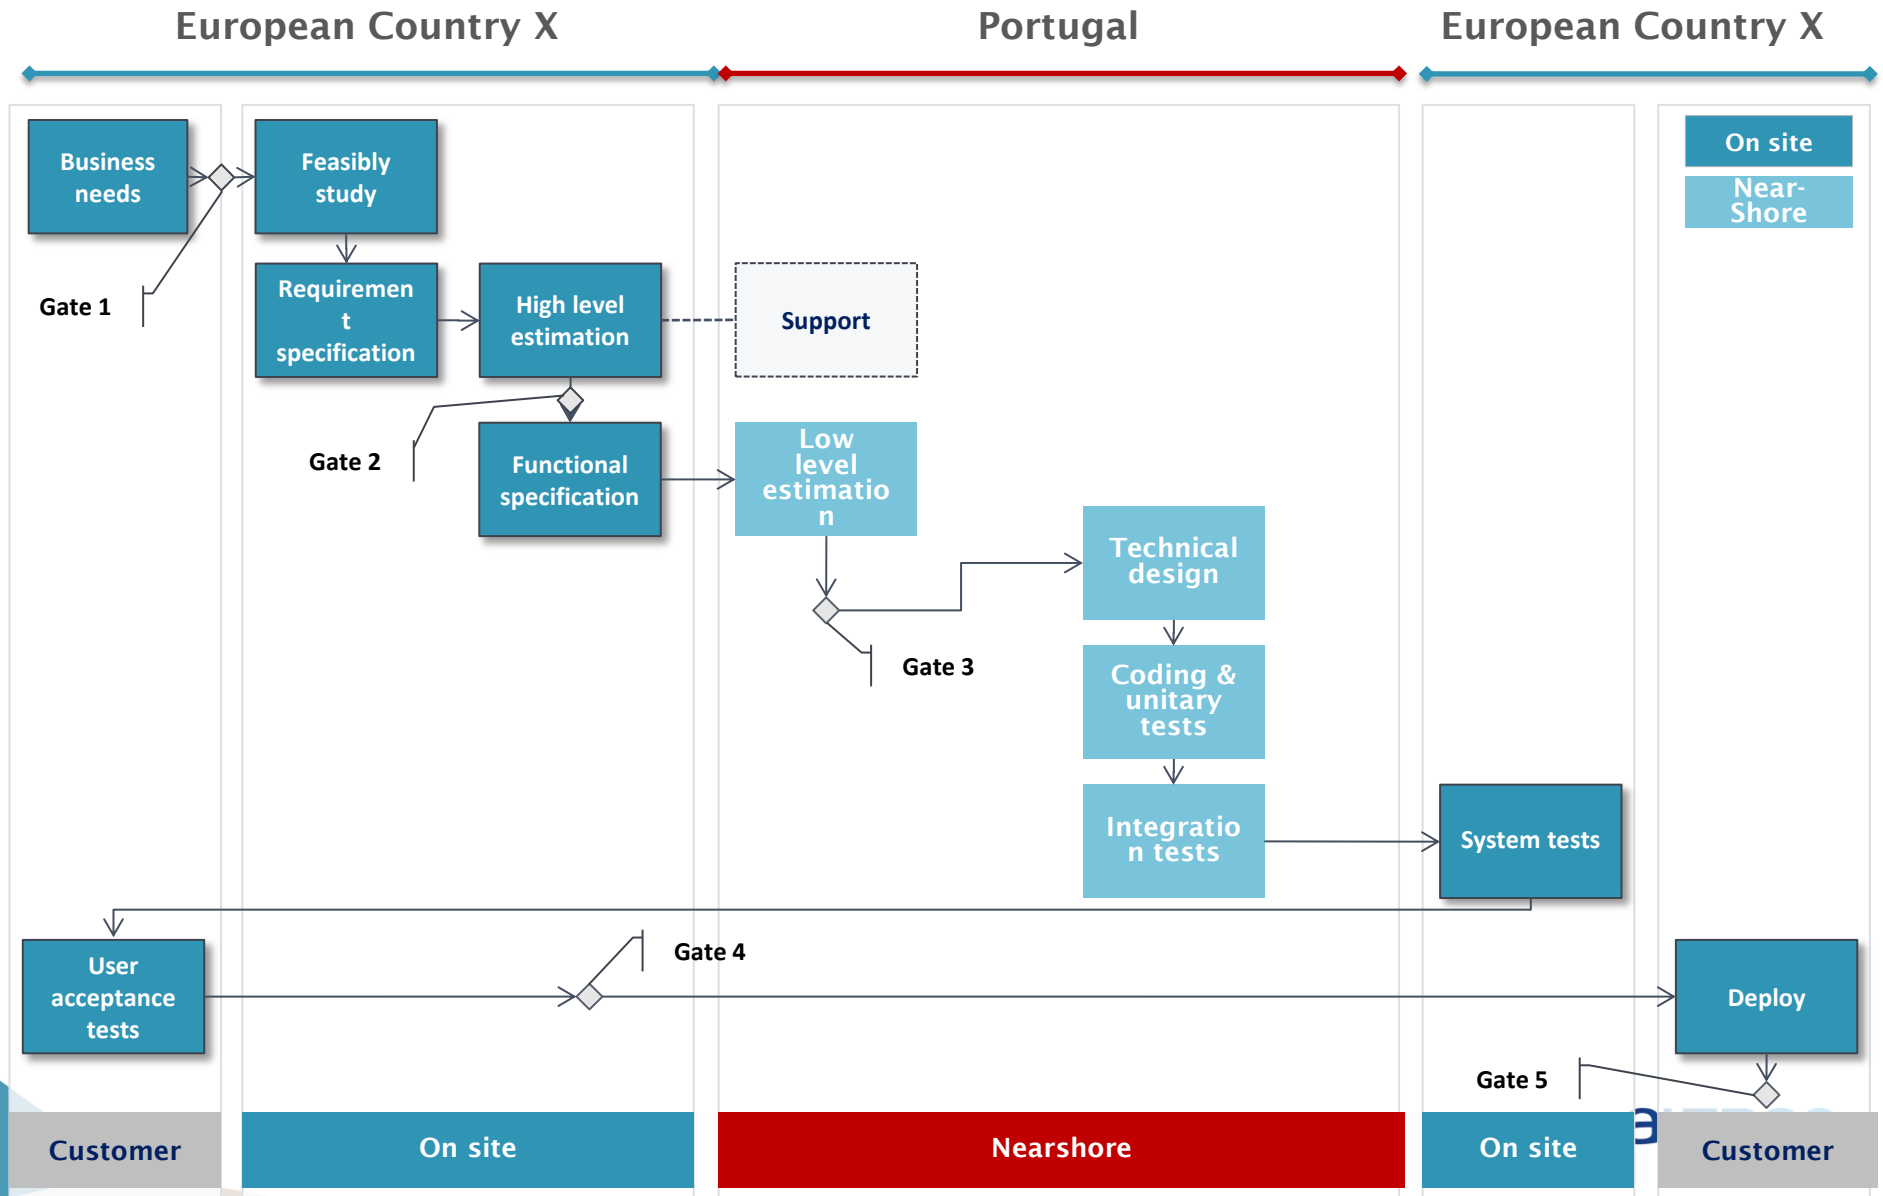 European Country X
Portugal
European Country X
Business
needs
Feasibly
study
On site
Near-
Shore
Gate 1
Requiremen
t
specification
High level
estimation
Support
Gate 2
Functional
specification
Low
level
estimatio
n
Technical
design
Gate 3
Coding &
unitary
tests
Integratio
n tests
System tests
User
acceptance
tests
Gate 4
Deploy
Gate 5
Customer
On site
Nearshore
On site
Customer